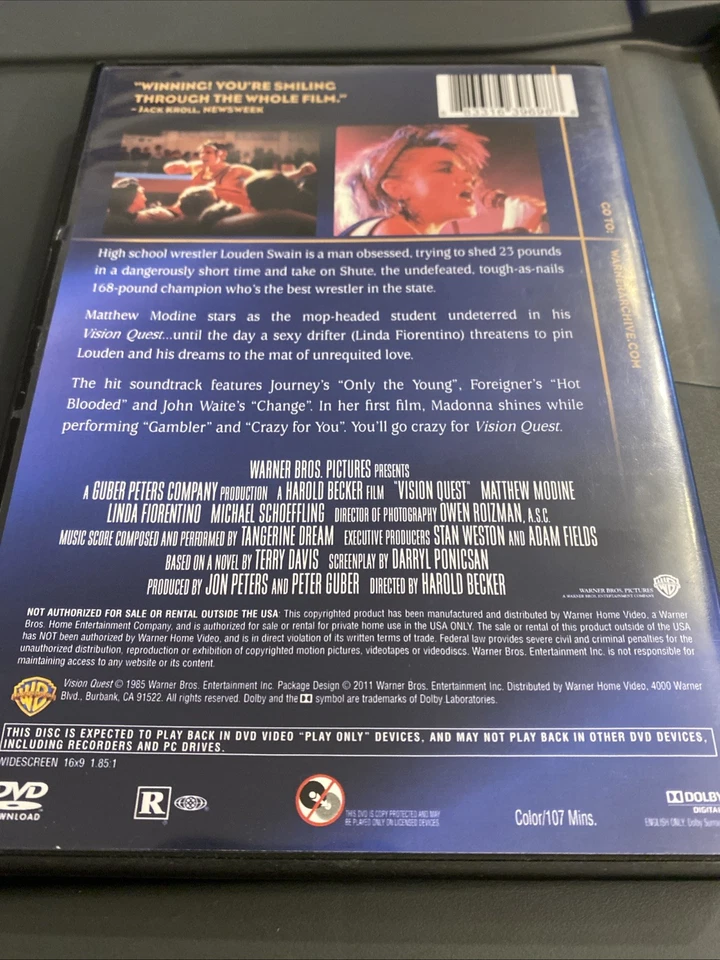 "WINNING! YOU'RE SMILING
THROUGH THE WHOLE FILM."
- JACK KROLL, NEWSWEEK
83316 39698
GO TO: WARNERARCHIVE.COM
High school wrestler Louden Swain is a man obsessed, trying to shed 23 pounds
in a dangerously short time and take on Shute, the undefeated, tough-as-nails
168-pound champion who's the best wrestler in the state.
Matthew Modine stars as the mop-headed student undeterred in his
Vision Quest...until the day a sexy drifter (Linda Fiorentino) threatens to pin
Louden and his dreams to the mat of unrequited love.
The hit soundtrack features Journey's "Only the Young", Foreigner's "Hot
Blooded" and John Waite's "Change". In her first film, Madonna shines while
performing "Gambler" and "Crazy for You". You'll go crazy for Vision Quest.
WARNER BROS. PICTURES PRESENTS
A GUBER PETERS COMPANY PRODUCTION A HAROLD BECKER FILM "VISION QUEST" MATTHEW MODINE
LINDA FIORENTINO MICHAEL SCHOEFFLING DIRECTOR OF PHOTOGRAPHY OWEN ROIZMAN, A.S.C.
MUSIC SCORE COMPOSED AND PERFORMED BY TANGERINE DREAM EXECUTIVE PRODUCERS STAN WESTON AND ADAM FIELDS
BASED ON A NOVEL BY TERRY DAVIS SCREENPLAY BY DARRYL PONICSAN
PRODUCED BY JON PETERS AND PETER GUBER DIRECTED BY HAROLD BECKER
WARNER BROS. PICTURES
A WARNER BROS. ENTERTAINMENT COMPANY
NOT AUTHORIZED FOR SALE OR RENTAL OUTSIDE THE USA: This copyrighted product has been manufactured and distributed by Warner Home Video, a Warner
Bros. Home Entertainment Company, and is authorized for sale or rental for private home use in the USA ONLY. The sale or rental of this product outside of the USA
has NOT been authorized by Warner Home Video, and is in direct violation of its written terms of trade. Federal law provides severe civil and criminal penalties for the
unauthorized distribution, reproduction or exhibition of copyrighted motion pictures, videotapes or videodiscs. Warner Bros. Entertainment Inc. is not responsible for
maintaining access to any website or its content.
WB
Vision Quest © 1985 Warner Bros. Entertainment Inc. Package Design © 2011 Warner Bros. Entertainment Inc. Distributed by Warner Home Video, 4000 Warner
Blvd., Burbank, CA 91522. All rights reserved. Dolby and the symbol are trademarks of Dolby Laboratories.
THIS DISC IS EXPECTED TO PLAY BACK IN DVD VIDEO "PLAY ONLY" DEVICES, AND MAY NOT PLAY BACK IN OTHER DVD DEVICES,
INCLUDING RECORDERS AND PC DRIVES.
WIDESCREEN 16x9 1.85:1
DVD
WNLOAD
R
THIS DVD IS COPY PROTECTED AND MAY
BE PLAYED ONLY ON LICENSED DEVICES
Color/107 Mins.
DOLBY
DIGITAL
ENGLISH ONLY Dolby